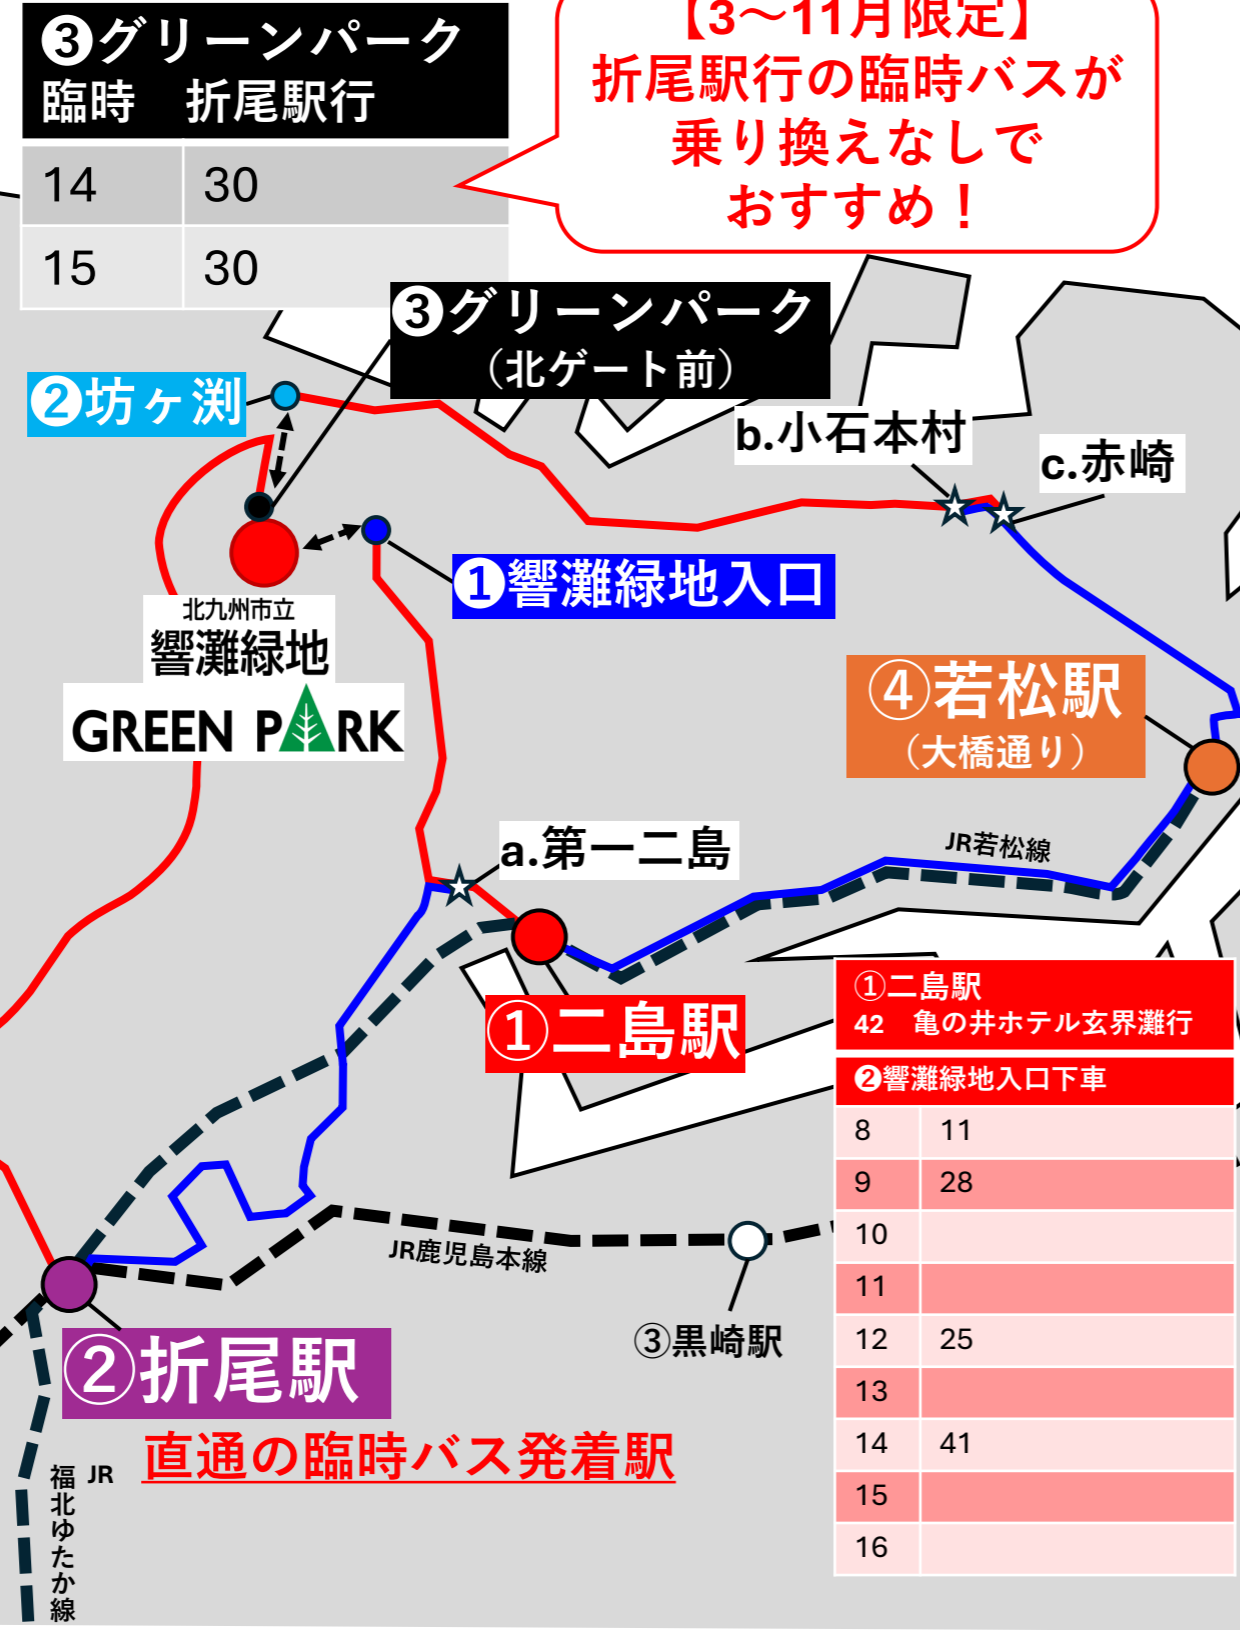 ❸グリーンパーク
臨時 折尾駅行
14 30
15 30
【3～11月限定】
折尾駅行の臨時バスが
乗り換えなしで
おすすめ！
❸グリーンパーク
（北ゲート前）
❷坊ヶ渕
b.小石本村
c.赤崎
❶響灘緑地入口
北九州市立
響灘緑地
GREEN PARK
④若松駅
（大橋通り）
JR若松線
a.第一二島
①二島駅
①二島駅
42 亀の井ホテル玄界灘行
❷響灘緑地入口下車
8 11
9 28
10
11
12 25
13
14 41
15
16
JR鹿児島本線
③黒崎駅
②折尾駅
直通の臨時バス発着駅
JR
福北ゆたか線